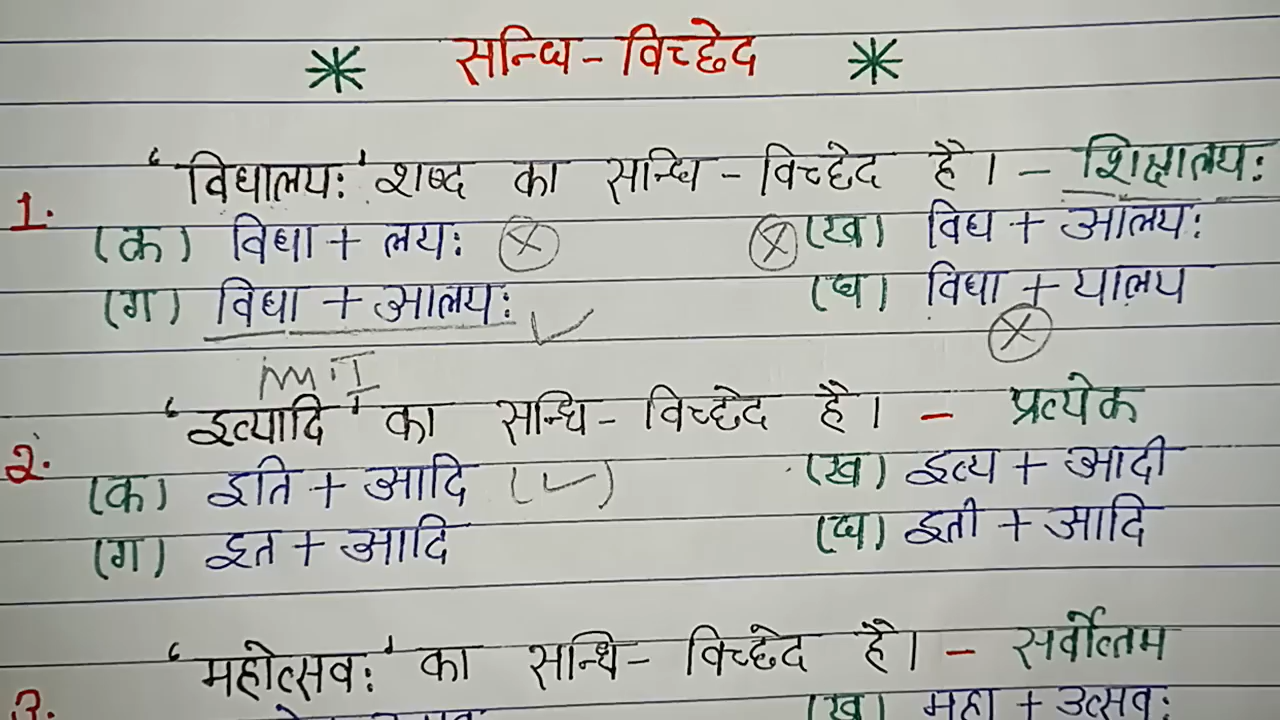 * सन्धि - विच्छेद *
1. 'विद्यालयः' शब्द का सन्धि - विच्छेद है। - शिक्षालयः
(क) विद्या + लयः (ख) विद्य + आलयः
(ग) विद्या + आलयः (घ) विद्या + यालय
2. 'इत्यादि' का सन्धि - विच्छेद है। - प्रत्येक
(क) इति + आदि (ख) इत्य + आदी
(ग) इत + आदि (घ) इती + आदि
3. 'महोत्सवः' का सन्धि - विच्छेद है। - सर्वोत्तम
(ख) महा + उत्सवः